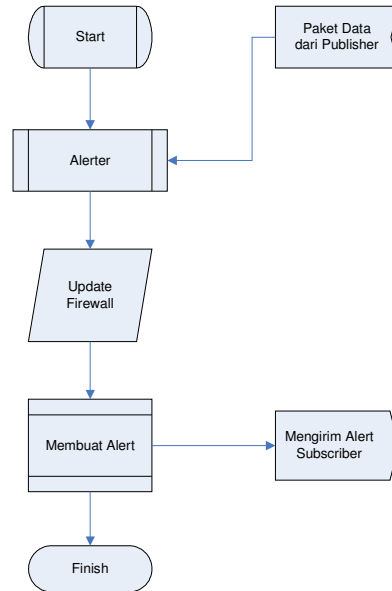 Start
Paket Data
dari Publisher
Alerter
Update
Firewall
Membuat Alert
Mengirim Alert
Subscriber
Finish